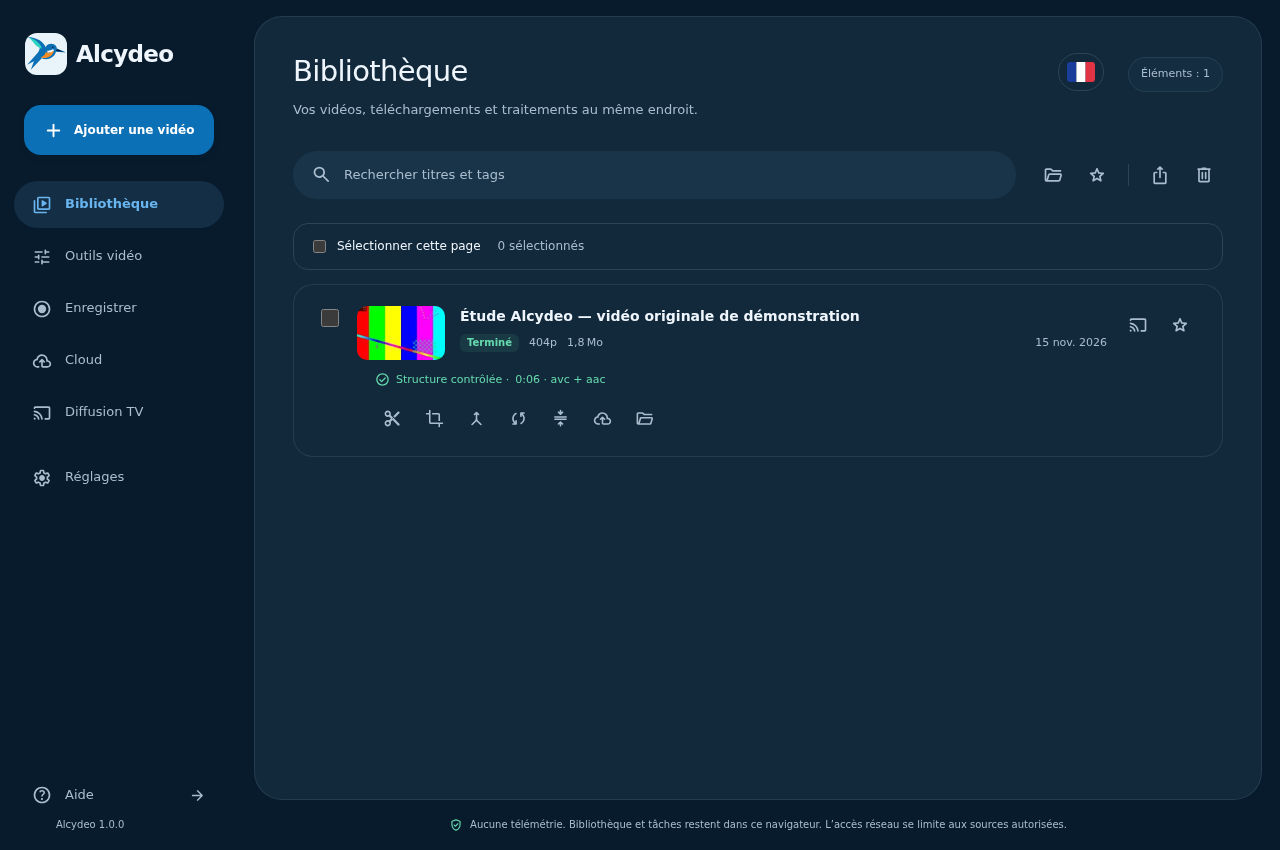 Alcydeo
Ajouter une vidéo
Bibliothèque
Outils vidéo
Enregistrer
Cloud
Diffusion TV
Réglages
Aide
Alcydeo 1.0.0
Bibliothèque
Éléments : 1
Vos vidéos, téléchargements et traitements au même endroit.
Rechercher titres et tags
Sélectionner cette page 0 sélectionnés
Étude Alcydeo — vidéo originale de démonstration
Terminé 404p 1,8 Mo 15 nov. 2026
Structure contrôlée · 0:06 · avc + aac
Aucune télémétrie. Bibliothèque et tâches restent dans ce navigateur. L’accès réseau se limite aux sources autorisées.